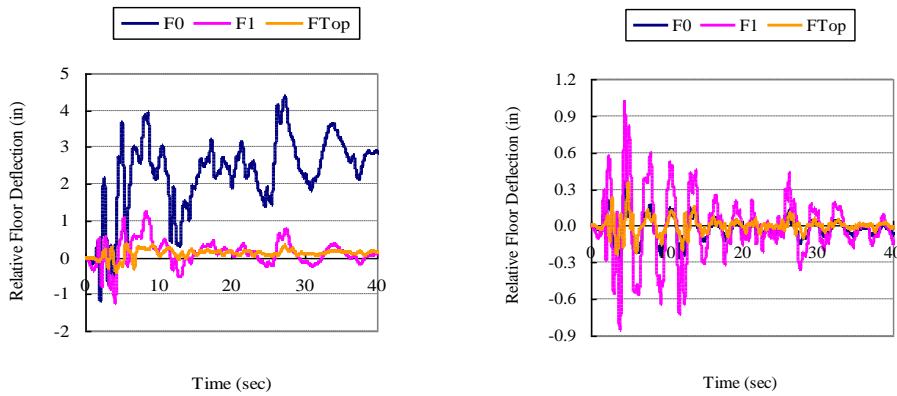 F0 F1 FTop
Relative Floor Deflection (in)
5
4
3
2
1
0
-1
-2
0 10 20 30 40
Time (sec)
F0 F1 FTop
Relative Floor Deflection (in)
1.2
0.9
0.6
0.3
0.0
-0.3
-0.6
-0.9
0 10 20 30 40
Time (sec)